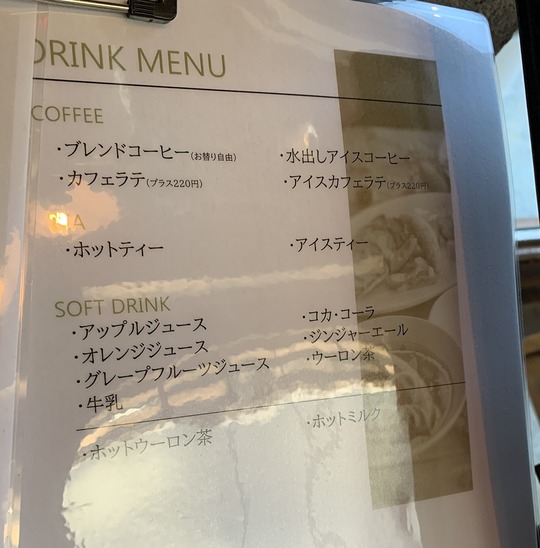 DRINK MENU
COFFEE
・ブレンドコーヒー(お替り自由) ・水出しアイスコーヒー
・カフェラテ(プラス220円) ・アイスカフェラテ(プラス220円)
TEA
・ホットティー ・アイスティー
SOFT DRINK
・アップルジュース ・コカ・コーラ
・オレンジジュース ・ジンジャーエール
・グレープフルーツジュース ・ウーロン茶
・牛乳
・ホットウーロン茶 ・ホットミルク